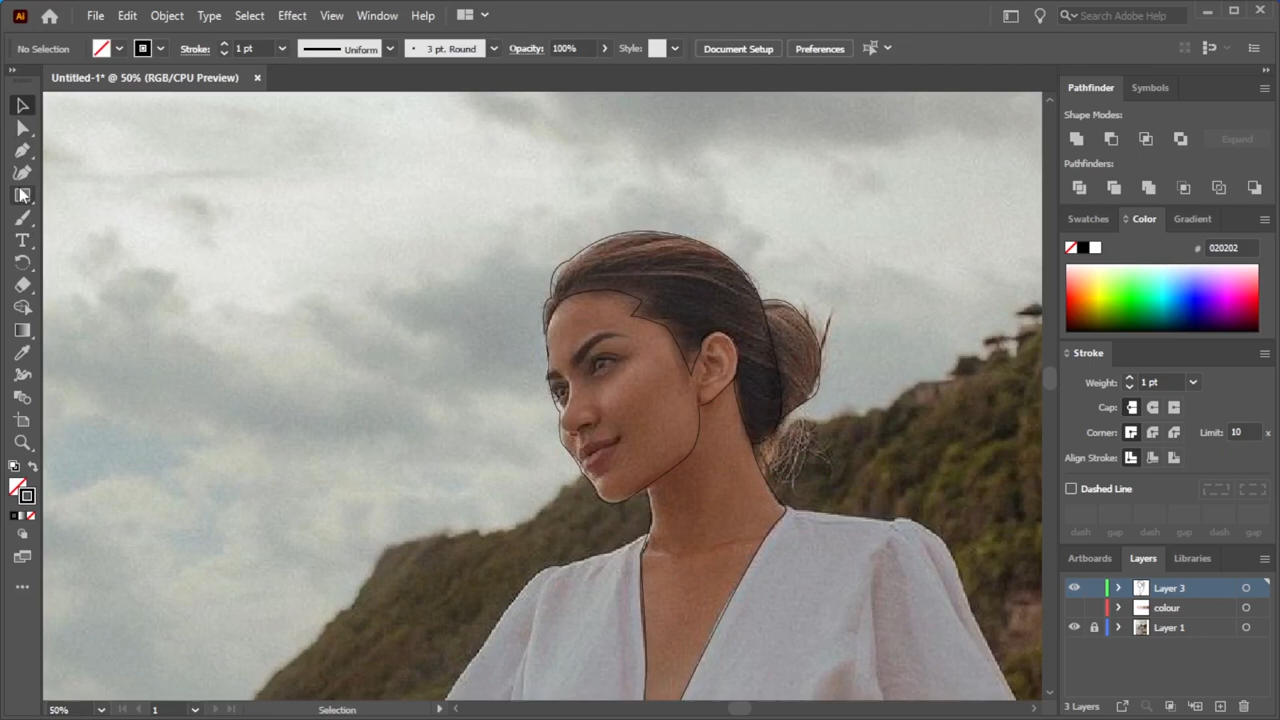 Ai File Edit Object Type Select Effect View Window Help Search Adobe Help
No Selection Stroke: 1 pt Uniform 3 pt. Round Opacity: 100% Style: Document Setup Preferences
Untitled-1* @ 50% (RGB/CPU Preview)
Pathfinder Symbols
Shape Modes:
Expand
Pathfinders:
Swatches Color Gradient
# 020202
Stroke
Weight: 1 pt
Cap:
Corner: Limit: 10 x
Align Stroke:
Dashed Line
dash gap dash gap dash gap
Artboards Layers Libraries
Layer 3
colour
Layer 1
50% 1 Selection 3 Layers